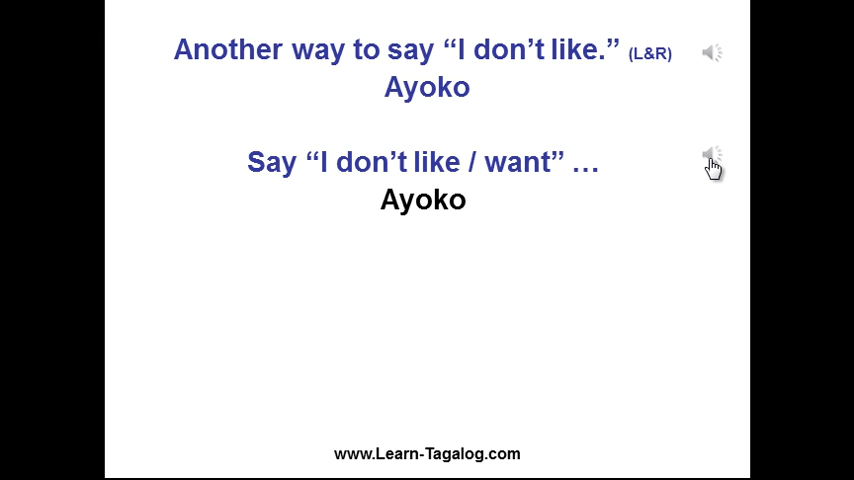 Another way to say “I don’t like.” (L&R)
Ayoko
Say “I don’t like / want” …
Ayoko
www.Learn-Tagalog.com